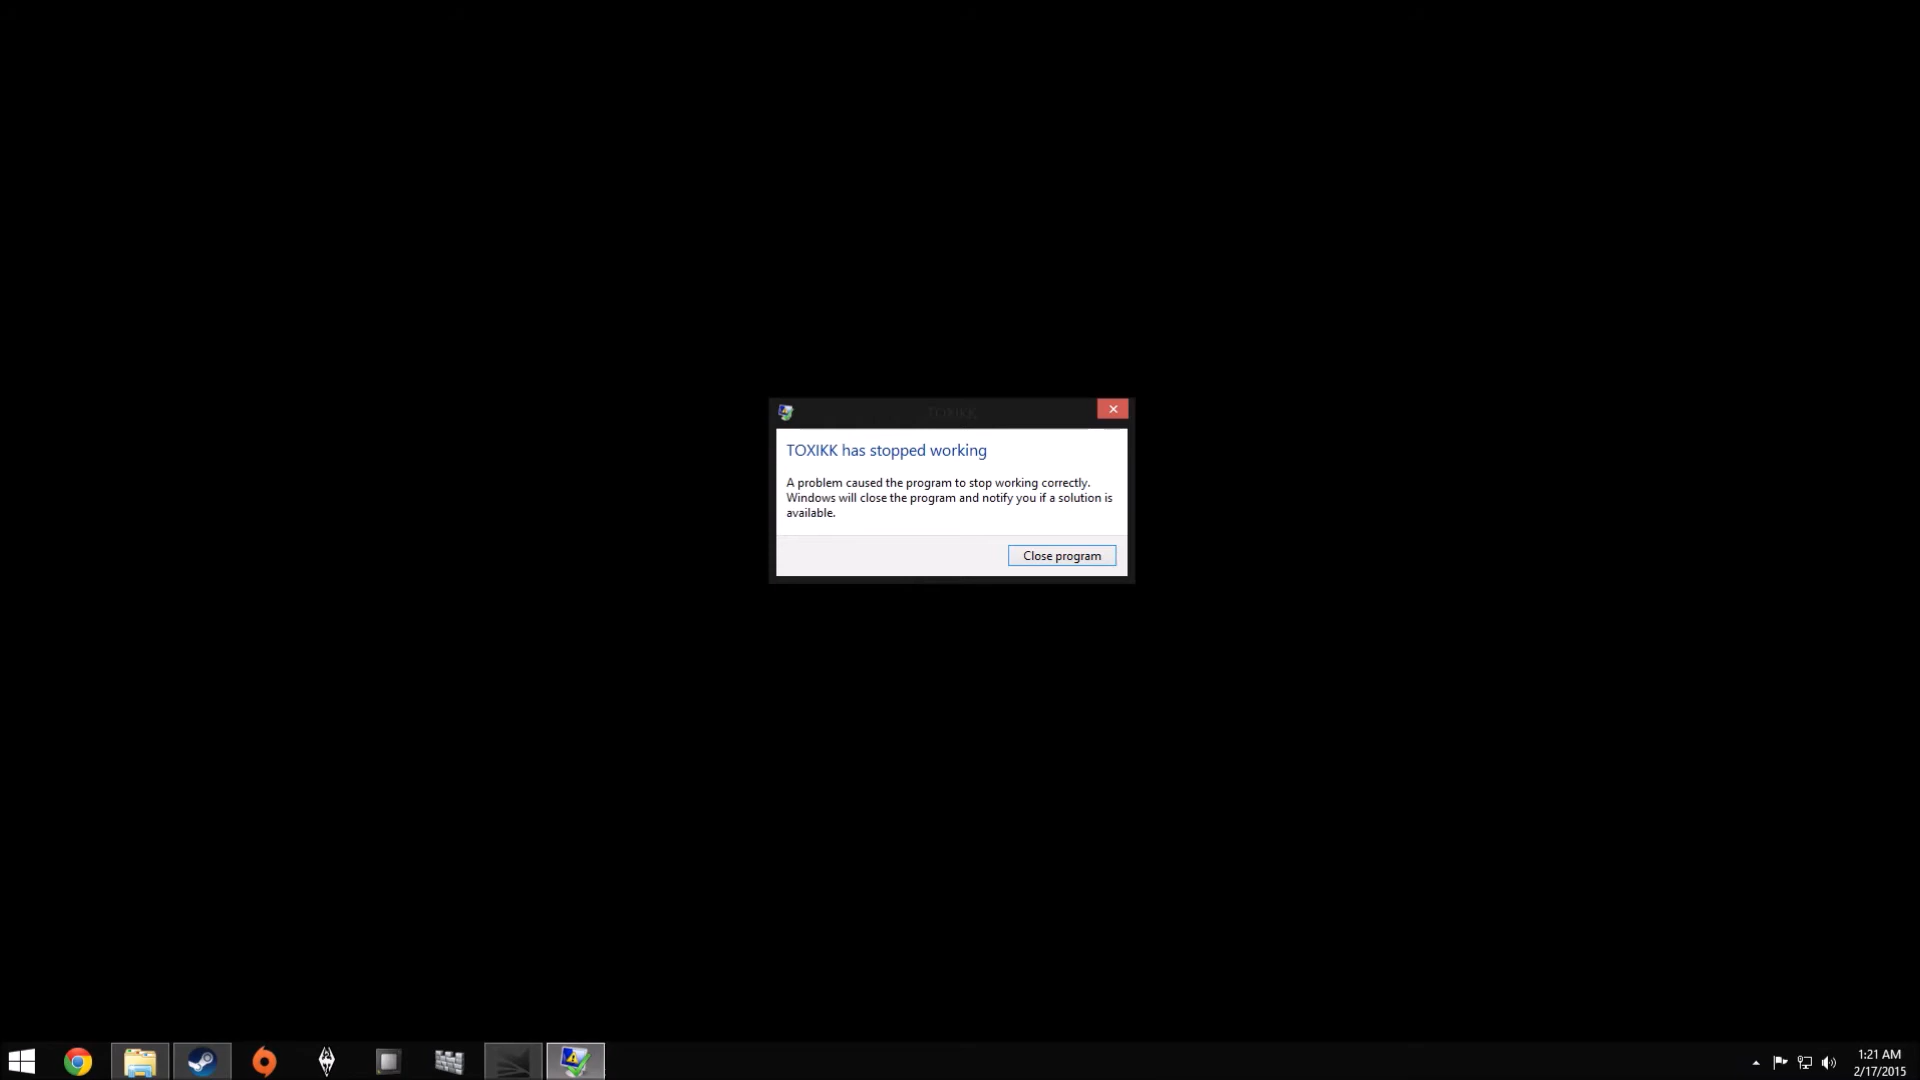 TOXIKK
TOXIKK has stopped working
A problem caused the program to stop working correctly.
Windows will close the program and notify you if a solution is
available.
Close program
1:21 AM
2/17/2015